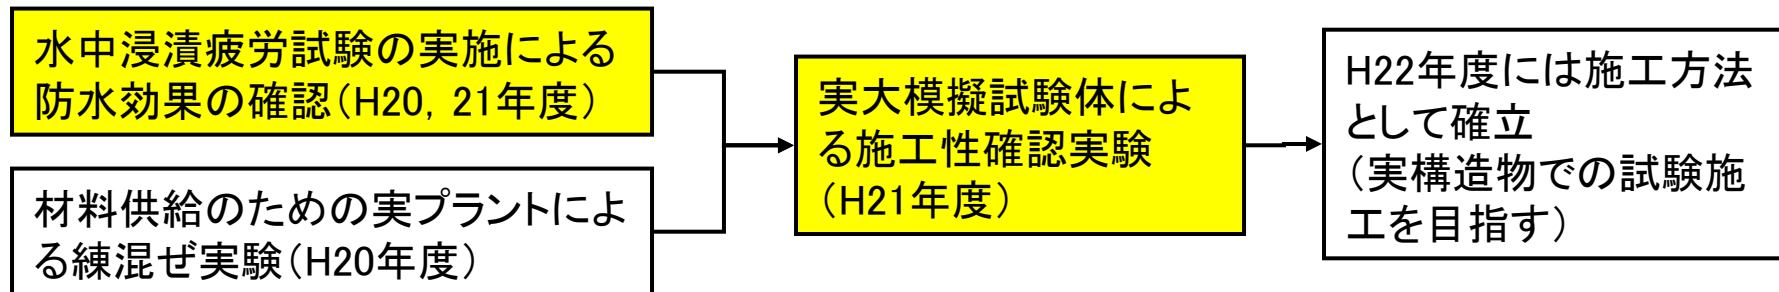 水中浸漬疲労試験の実施による
防水効果の確認(H20, 21年度)
材料供給のための実プラントによ
る練混ぜ実験(H20年度)
実大模擬試験体によ
る施工性確認実験
(H21年度)
H22年度には施工方法
として確立
(実構造物での試験施
工を目指す)